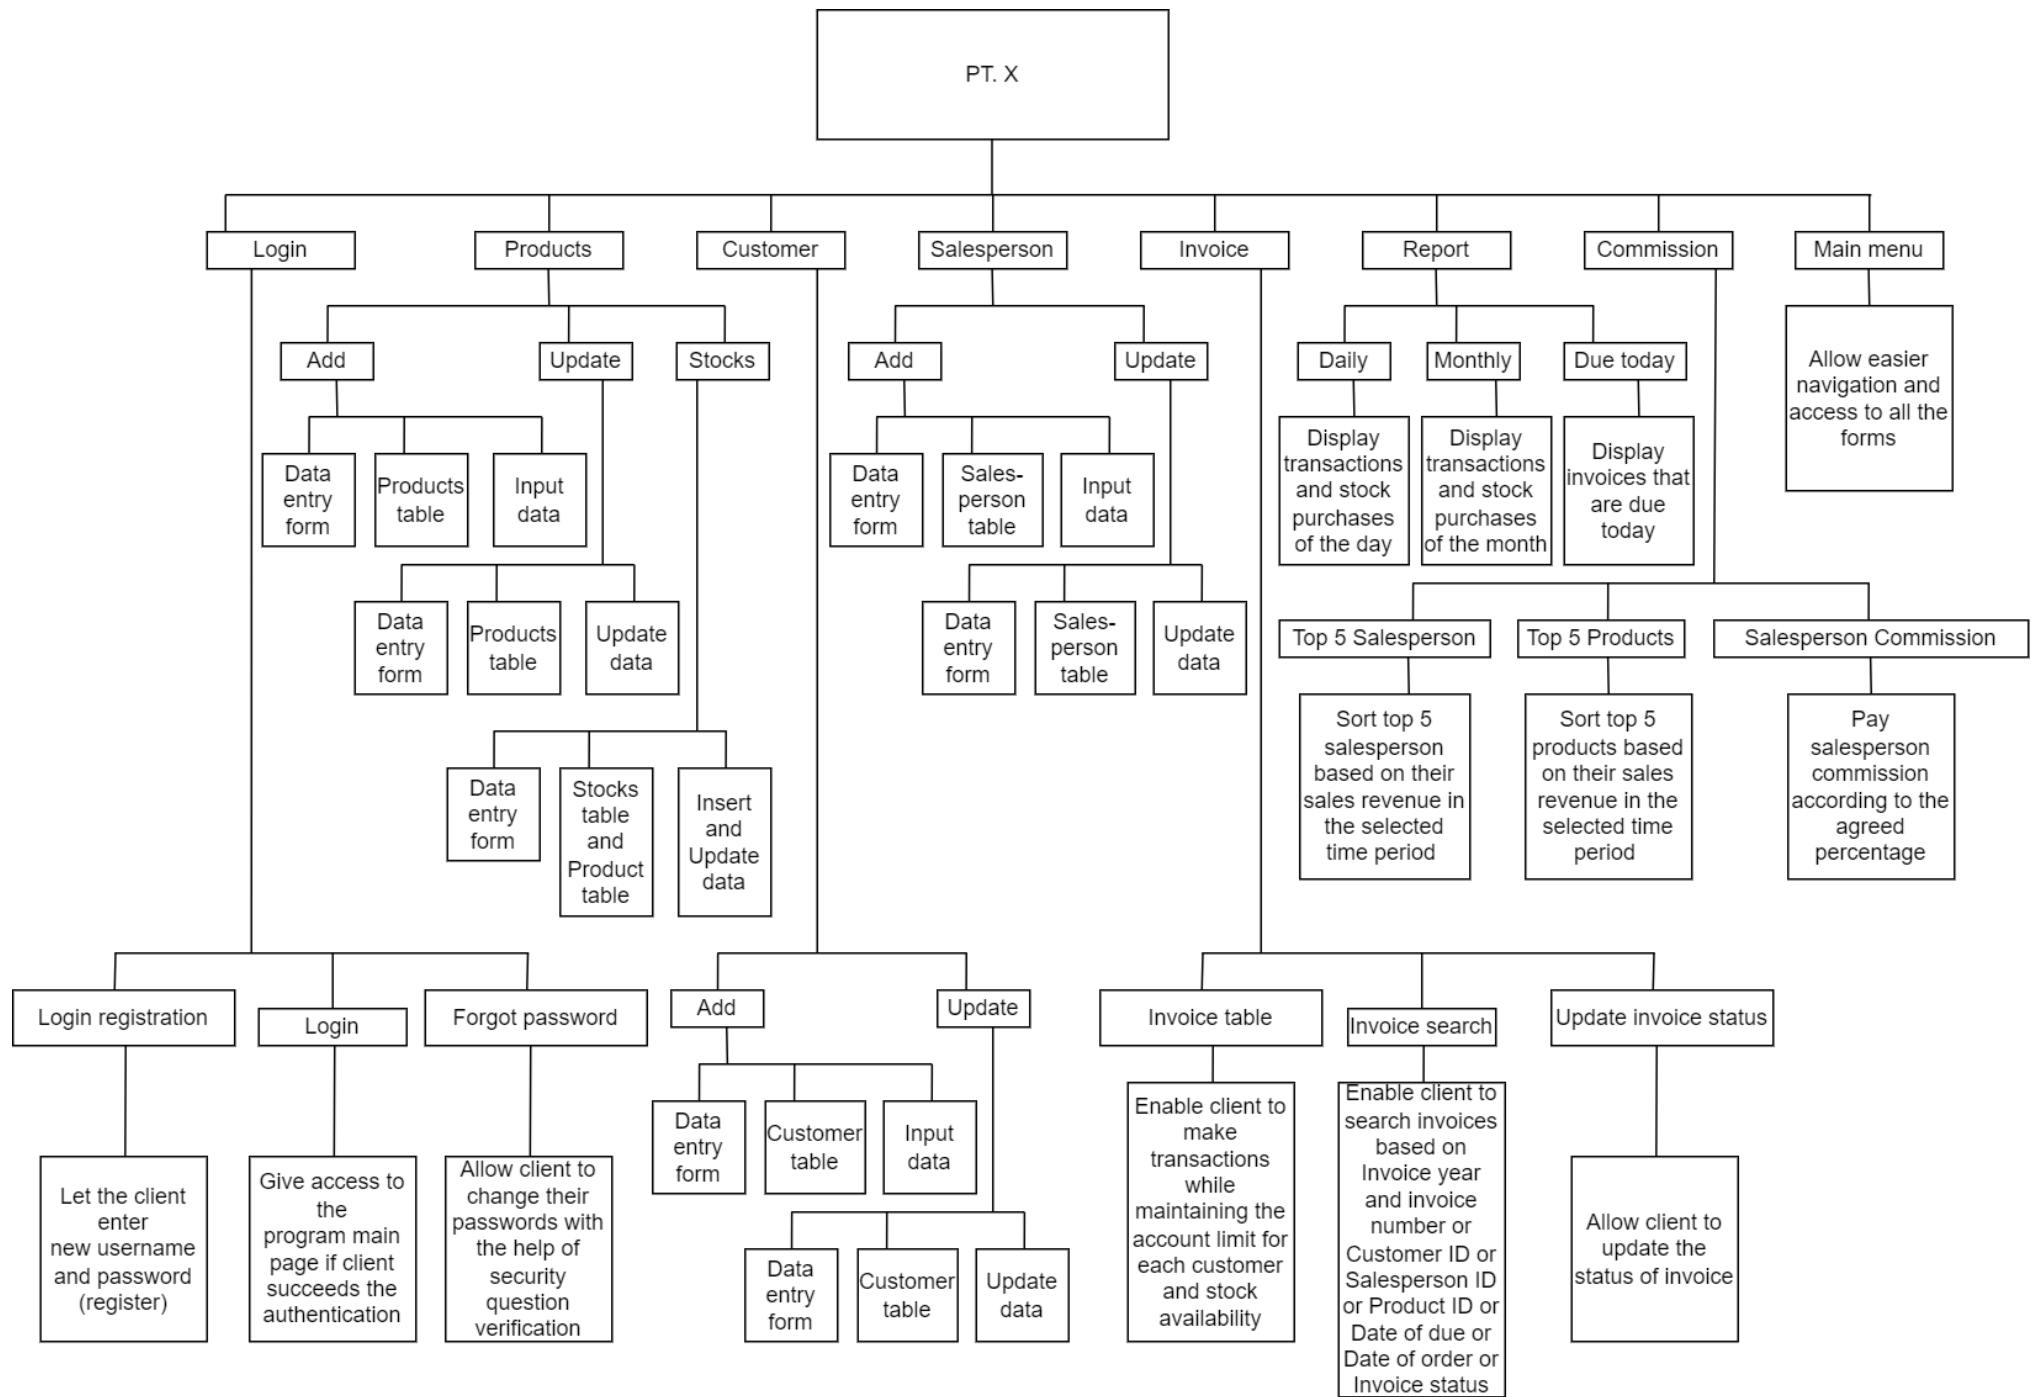 PT. X
Login
Products
Customer
Salesperson
Invoice
Report
Commission
Main menu
Add
Update
Stocks
Add
Update
Daily
Monthly
Due today
Allow easier
navigation and
access to all the
forms
Data
entry
form
Products
table
Input
data
Data
entry
form
Sales-
person
table
Input
data
Display
transactions
and stock
purchases
of the day
Display
transactions
and stock
purchases
of the month
Display
invoices that
are due
today
Data
entry
form
Products
table
Update
data
Data
entry
form
Sales-
person
table
Update
data
Top 5 Salesperson
Top 5 Products
Salesperson Commission
Sort top 5
salesperson
based on their
sales revenue in
the selected
time period
Sort top 5
products based
on their sales
revenue in the
selected time
period
Pay
salesperson
commission
according to the
agreed
percentage
Data
entry
form
Stocks
table
and
Product
table
Insert
and
Update
data
Login registration
Login
Forgot password
Add
Update
Invoice table
Invoice search
Update invoice status
Data
entry
form
Customer
table
Input
data
Enable client to
make
transactions
while
maintaining the
account limit for
each customer
and stock
availability
Enable client to
search invoices
based on
Invoice year
and invoice
number or
Customer ID or
Salesperson ID
or Product ID or
Date of due or
Date of order or
Invoice status
Let the client
enter
new username
and password
(register)
Give access to
the
program main
page if client
succeeds the
authentication
Allow client to
change their
passwords with
the help of
security
question
verification
Data
entry
form
Customer
table
Update
data
Allow client to
update the
status of invoice